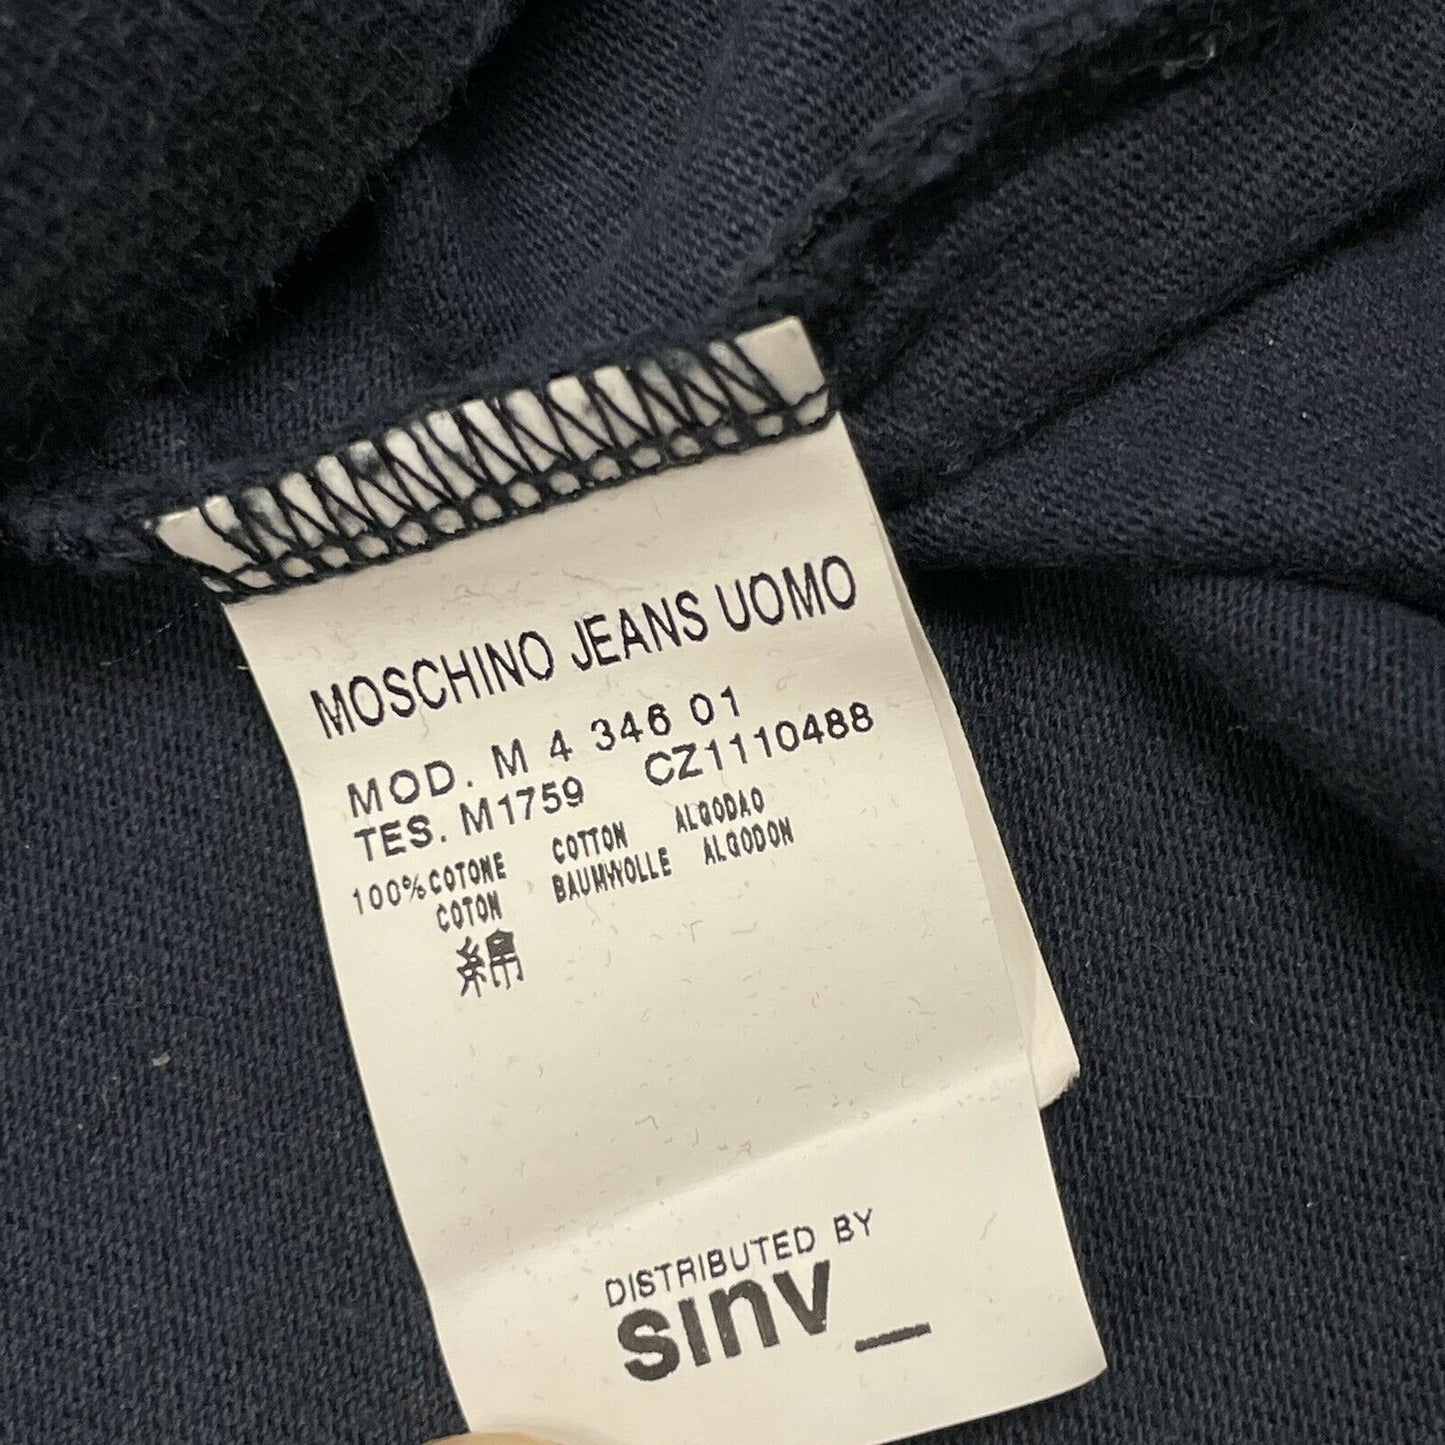 MOSCHINO JEANS UOMO
MOD. M 4 346 01
TES. M1759 CZ1110488
100% COTONE COTTON ALGODAO
COTON BAUMWOLLE ALGODON
綿
DISTRIBUTED BY
sınv_